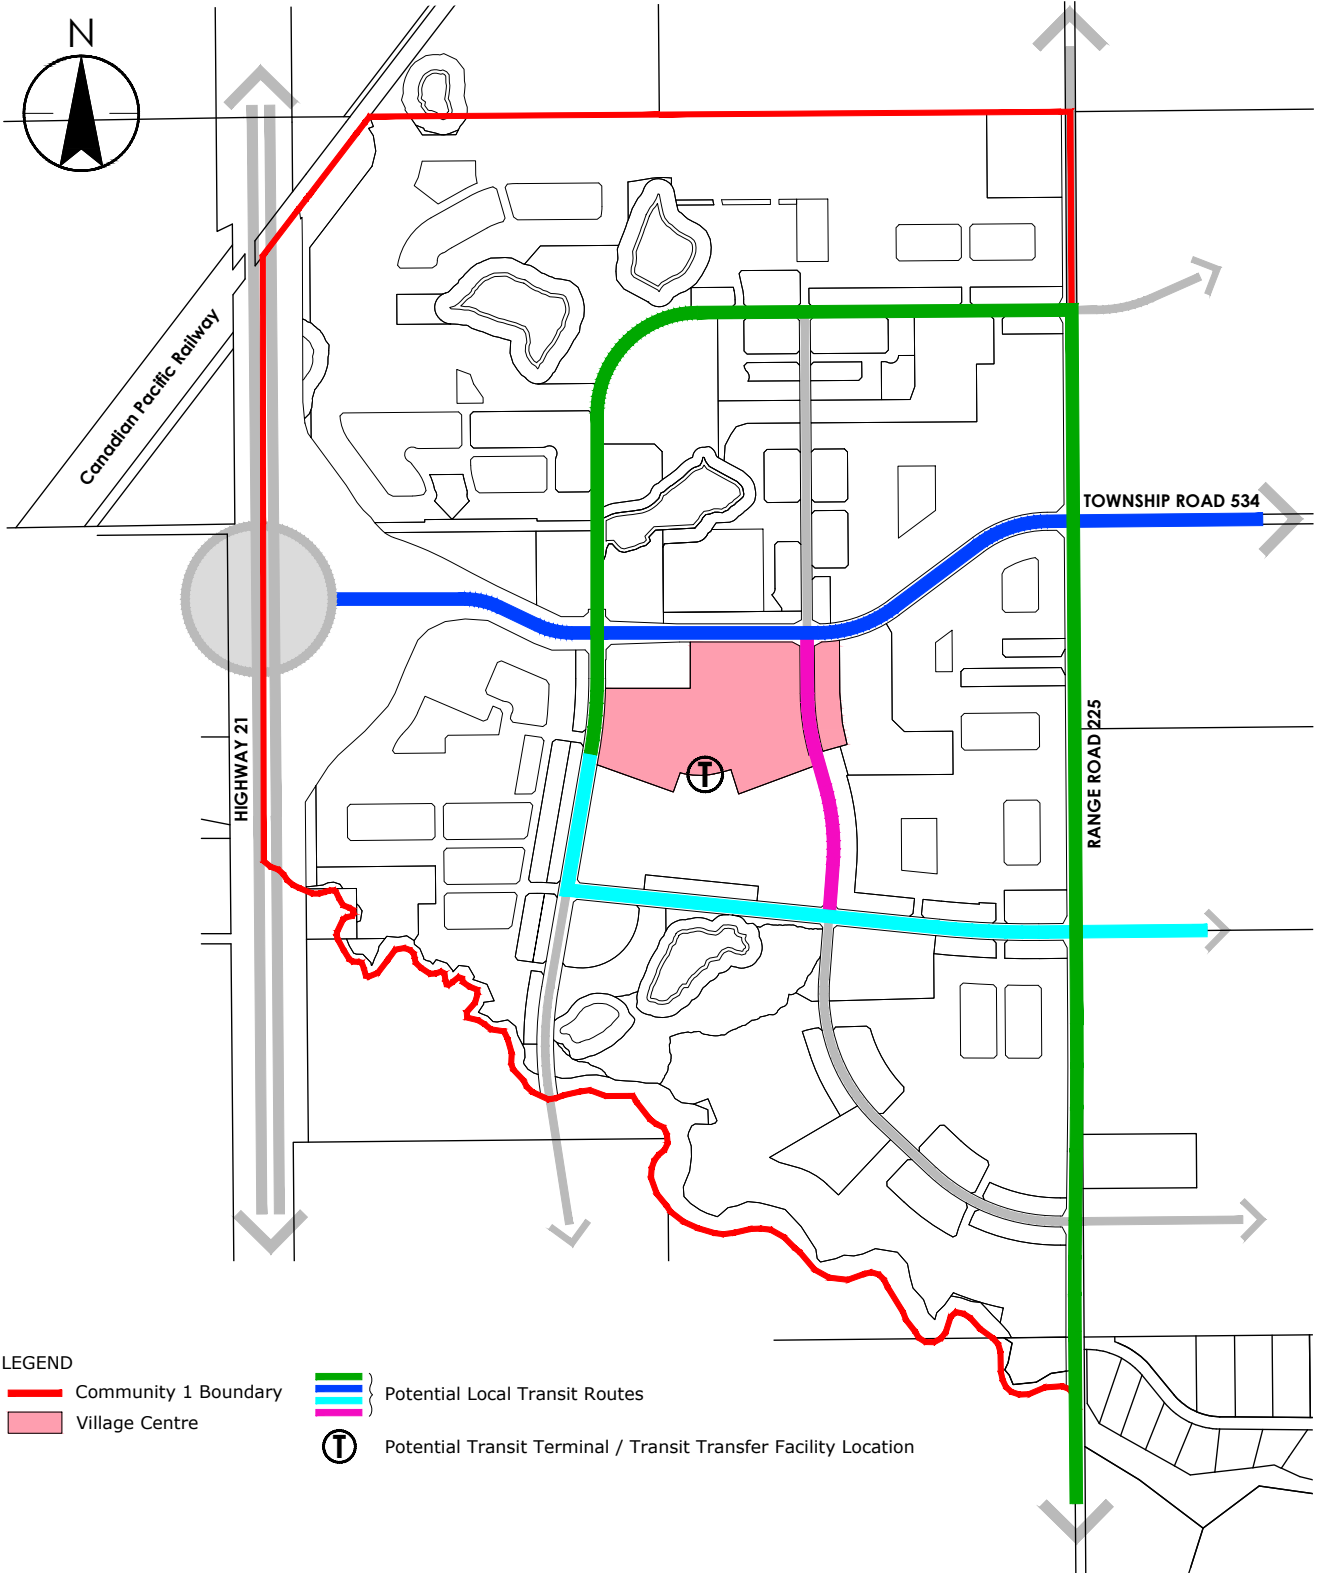 N
Canadian Pacific Railway
TOWNSHIP ROAD 534
HIGHWAY 21
RANGE ROAD 225
T
LEGEND
Community 1 Boundary
Village Centre
Potential Local Transit Routes
T
Potential Transit Terminal / Transit Transfer Facility Location